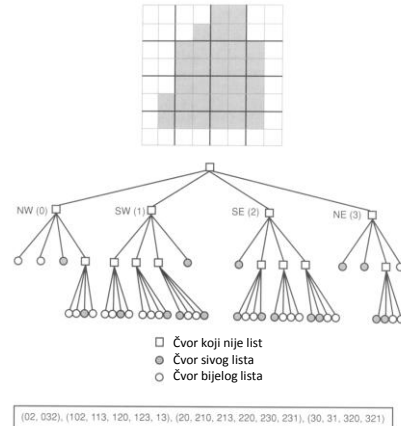 NW (0)
SW (1)
SE (2)
NE (3)
Čvor koji nije list
Čvor sivog lista
Čvor bijelog lista
(02, 032), (102, 113, 120, 123, 13), (20, 210, 213, 220, 230, 231), (30, 31, 320, 321)